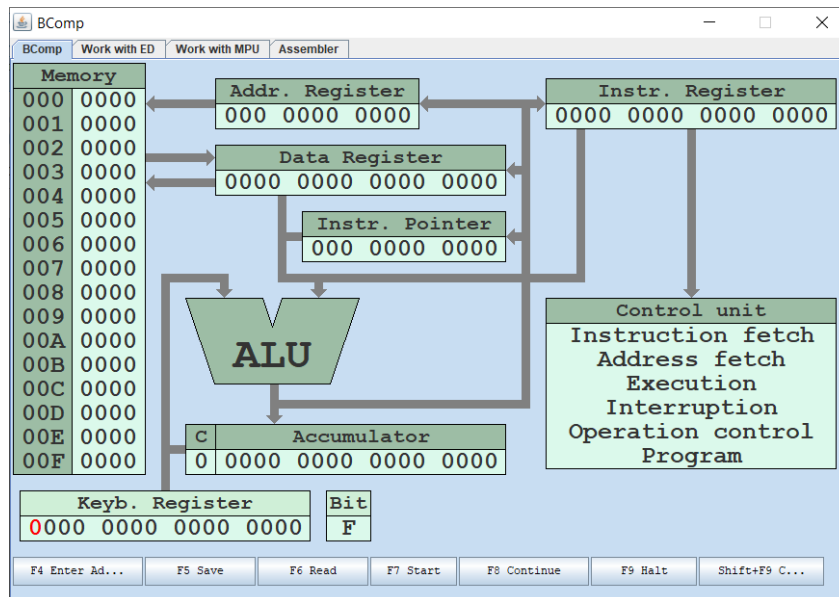 BComp
BComp Work with ED Work with MPU Assembler
Memory
000 0000
001 0000
002 0000
003 0000
004 0000
005 0000
006 0000
007 0000
008 0000
009 0000
00A 0000
00B 0000
00C 0000
00D 0000
00E 0000
00F 0000
Addr. Register
000 0000 0000
Instr. Register
0000 0000 0000 0000
Data Register
0000 0000 0000 0000
Instr. Pointer
000 0000 0000
ALU
Control unit
Instruction fetch
Address fetch
Execution
Interruption
Operation control
Program
C Accumulator
0 0000 0000 0000 0000
Keyb. Register
0000 0000 0000 0000
Bit
F
F4 Enter Ad... F5 Save F6 Read F7 Start F8 Continue F9 Halt Shift+F9 C...